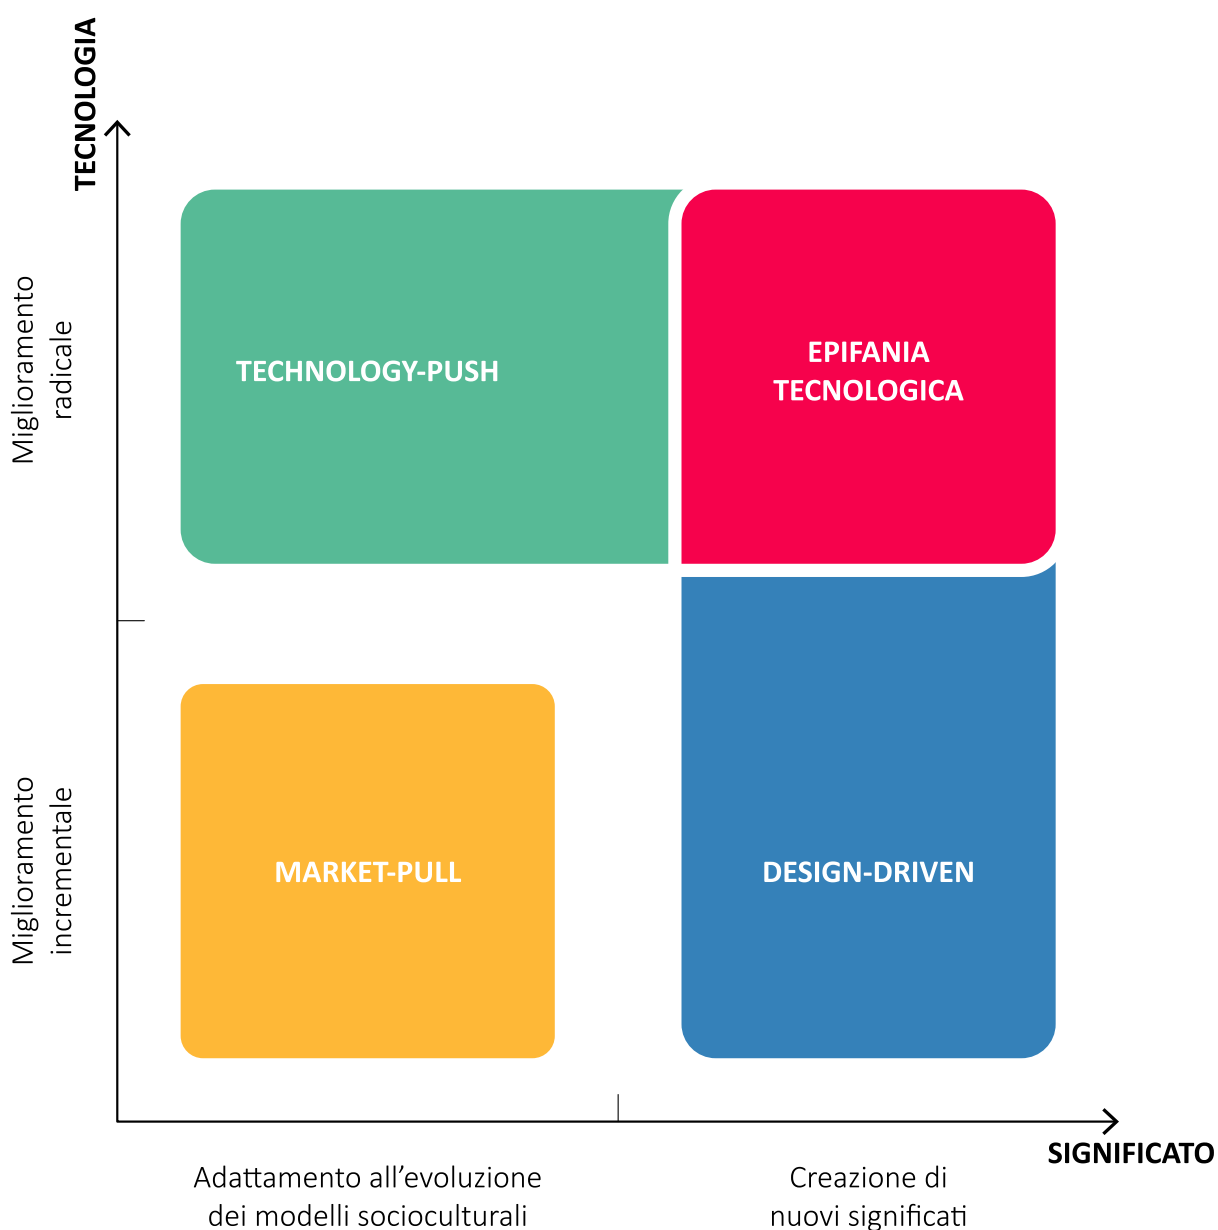 TECNOLOGIA
Miglioramento
radicale
TECHNOLOGY-PUSH
EPIFANIA
TECNOLOGICA
Miglioramento
incrementale
MARKET-PULL
DESIGN-DRIVEN
SIGNIFICATO
Adattamento all’evoluzione
dei modelli socioculturali
Creazione di
nuovi significati